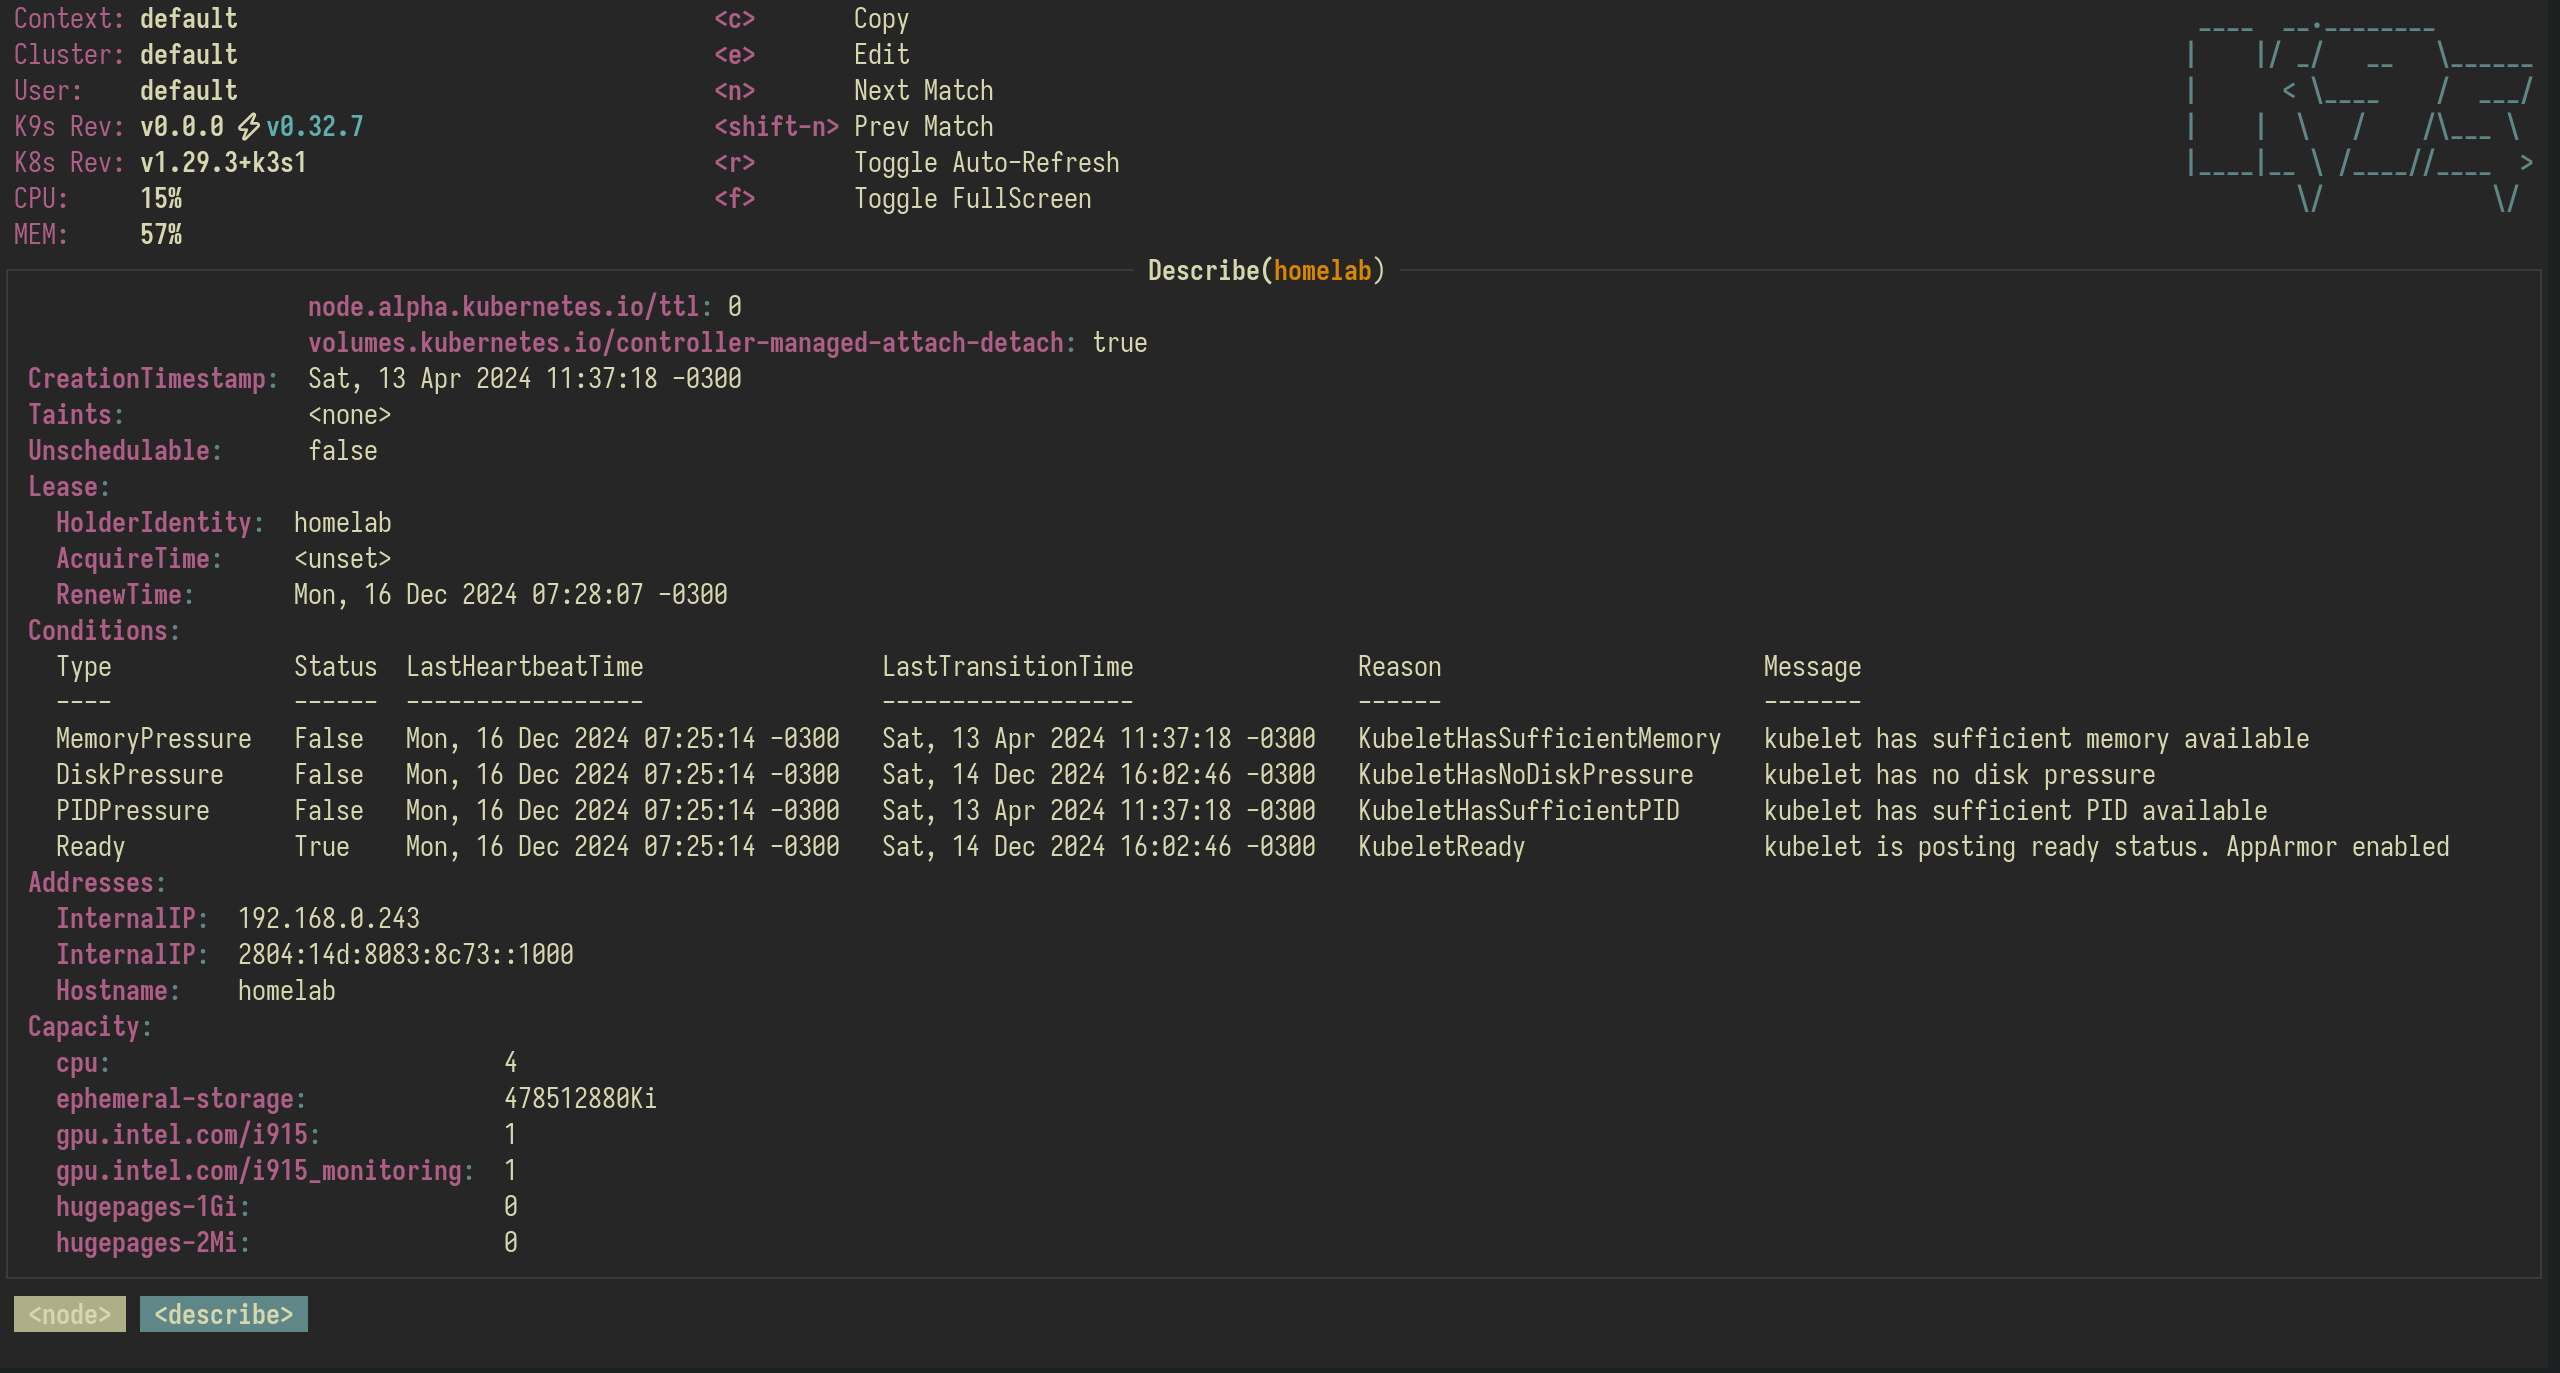 Context: default <c> Copy
Cluster: default <e> Edit
User: default <n> Next Match
K9s Rev: v0.0.0 ⚡v0.32.7 <shift-n> Prev Match
K8s Rev: v1.29.3+k3s1 <r> Toggle Auto-Refresh
CPU: 15% <f> Toggle FullScreen
MEM: 57%
Describe(homelab)
node.alpha.kubernetes.io/ttl: 0
volumes.kubernetes.io/controller-managed-attach-detach: true
CreationTimestamp: Sat, 13 Apr 2024 11:37:18 -0300
Taints: <none>
Unschedulable: false
Lease:
HolderIdentity: homelab
AcquireTime: <unset>
RenewTime: Mon, 16 Dec 2024 07:28:07 -0300
Conditions:
Type Status LastHeartbeatTime LastTransitionTime Reason Message
---- ------ ----------------- ------------------ ------ -------
MemoryPressure False Mon, 16 Dec 2024 07:25:14 -0300 Sat, 13 Apr 2024 11:37:18 -0300 KubeletHasSufficientMemory kubelet has sufficient memory available
DiskPressure False Mon, 16 Dec 2024 07:25:14 -0300 Sat, 14 Dec 2024 16:02:46 -0300 KubeletHasNoDiskPressure kubelet has no disk pressure
PIDPressure False Mon, 16 Dec 2024 07:25:14 -0300 Sat, 13 Apr 2024 11:37:18 -0300 KubeletHasSufficientPID kubelet has sufficient PID available
Ready True Mon, 16 Dec 2024 07:25:14 -0300 Sat, 14 Dec 2024 16:02:46 -0300 KubeletReady kubelet is posting ready status. AppArmor enabled
Addresses:
InternalIP: 192.168.0.243
InternalIP: 2804:14d:8083:8c73::1000
Hostname: homelab
Capacity:
cpu: 4
ephemeral-storage: 478512880Ki
gpu.intel.com/i915: 1
gpu.intel.com/i915_monitoring: 1
hugepages-1Gi: 0
hugepages-2Mi: 0
<node> <describe>